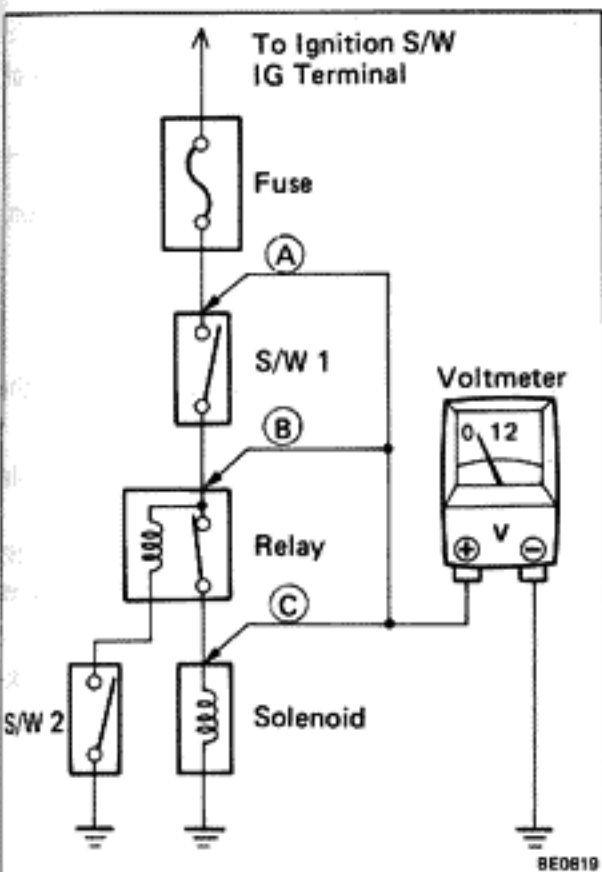 To Ignition S/W
IG Terminal
Fuse
A
S/W 1
Voltmeter
0 12
B
Relay
V
+ −
C
S/W 2
Solenoid
BE0819